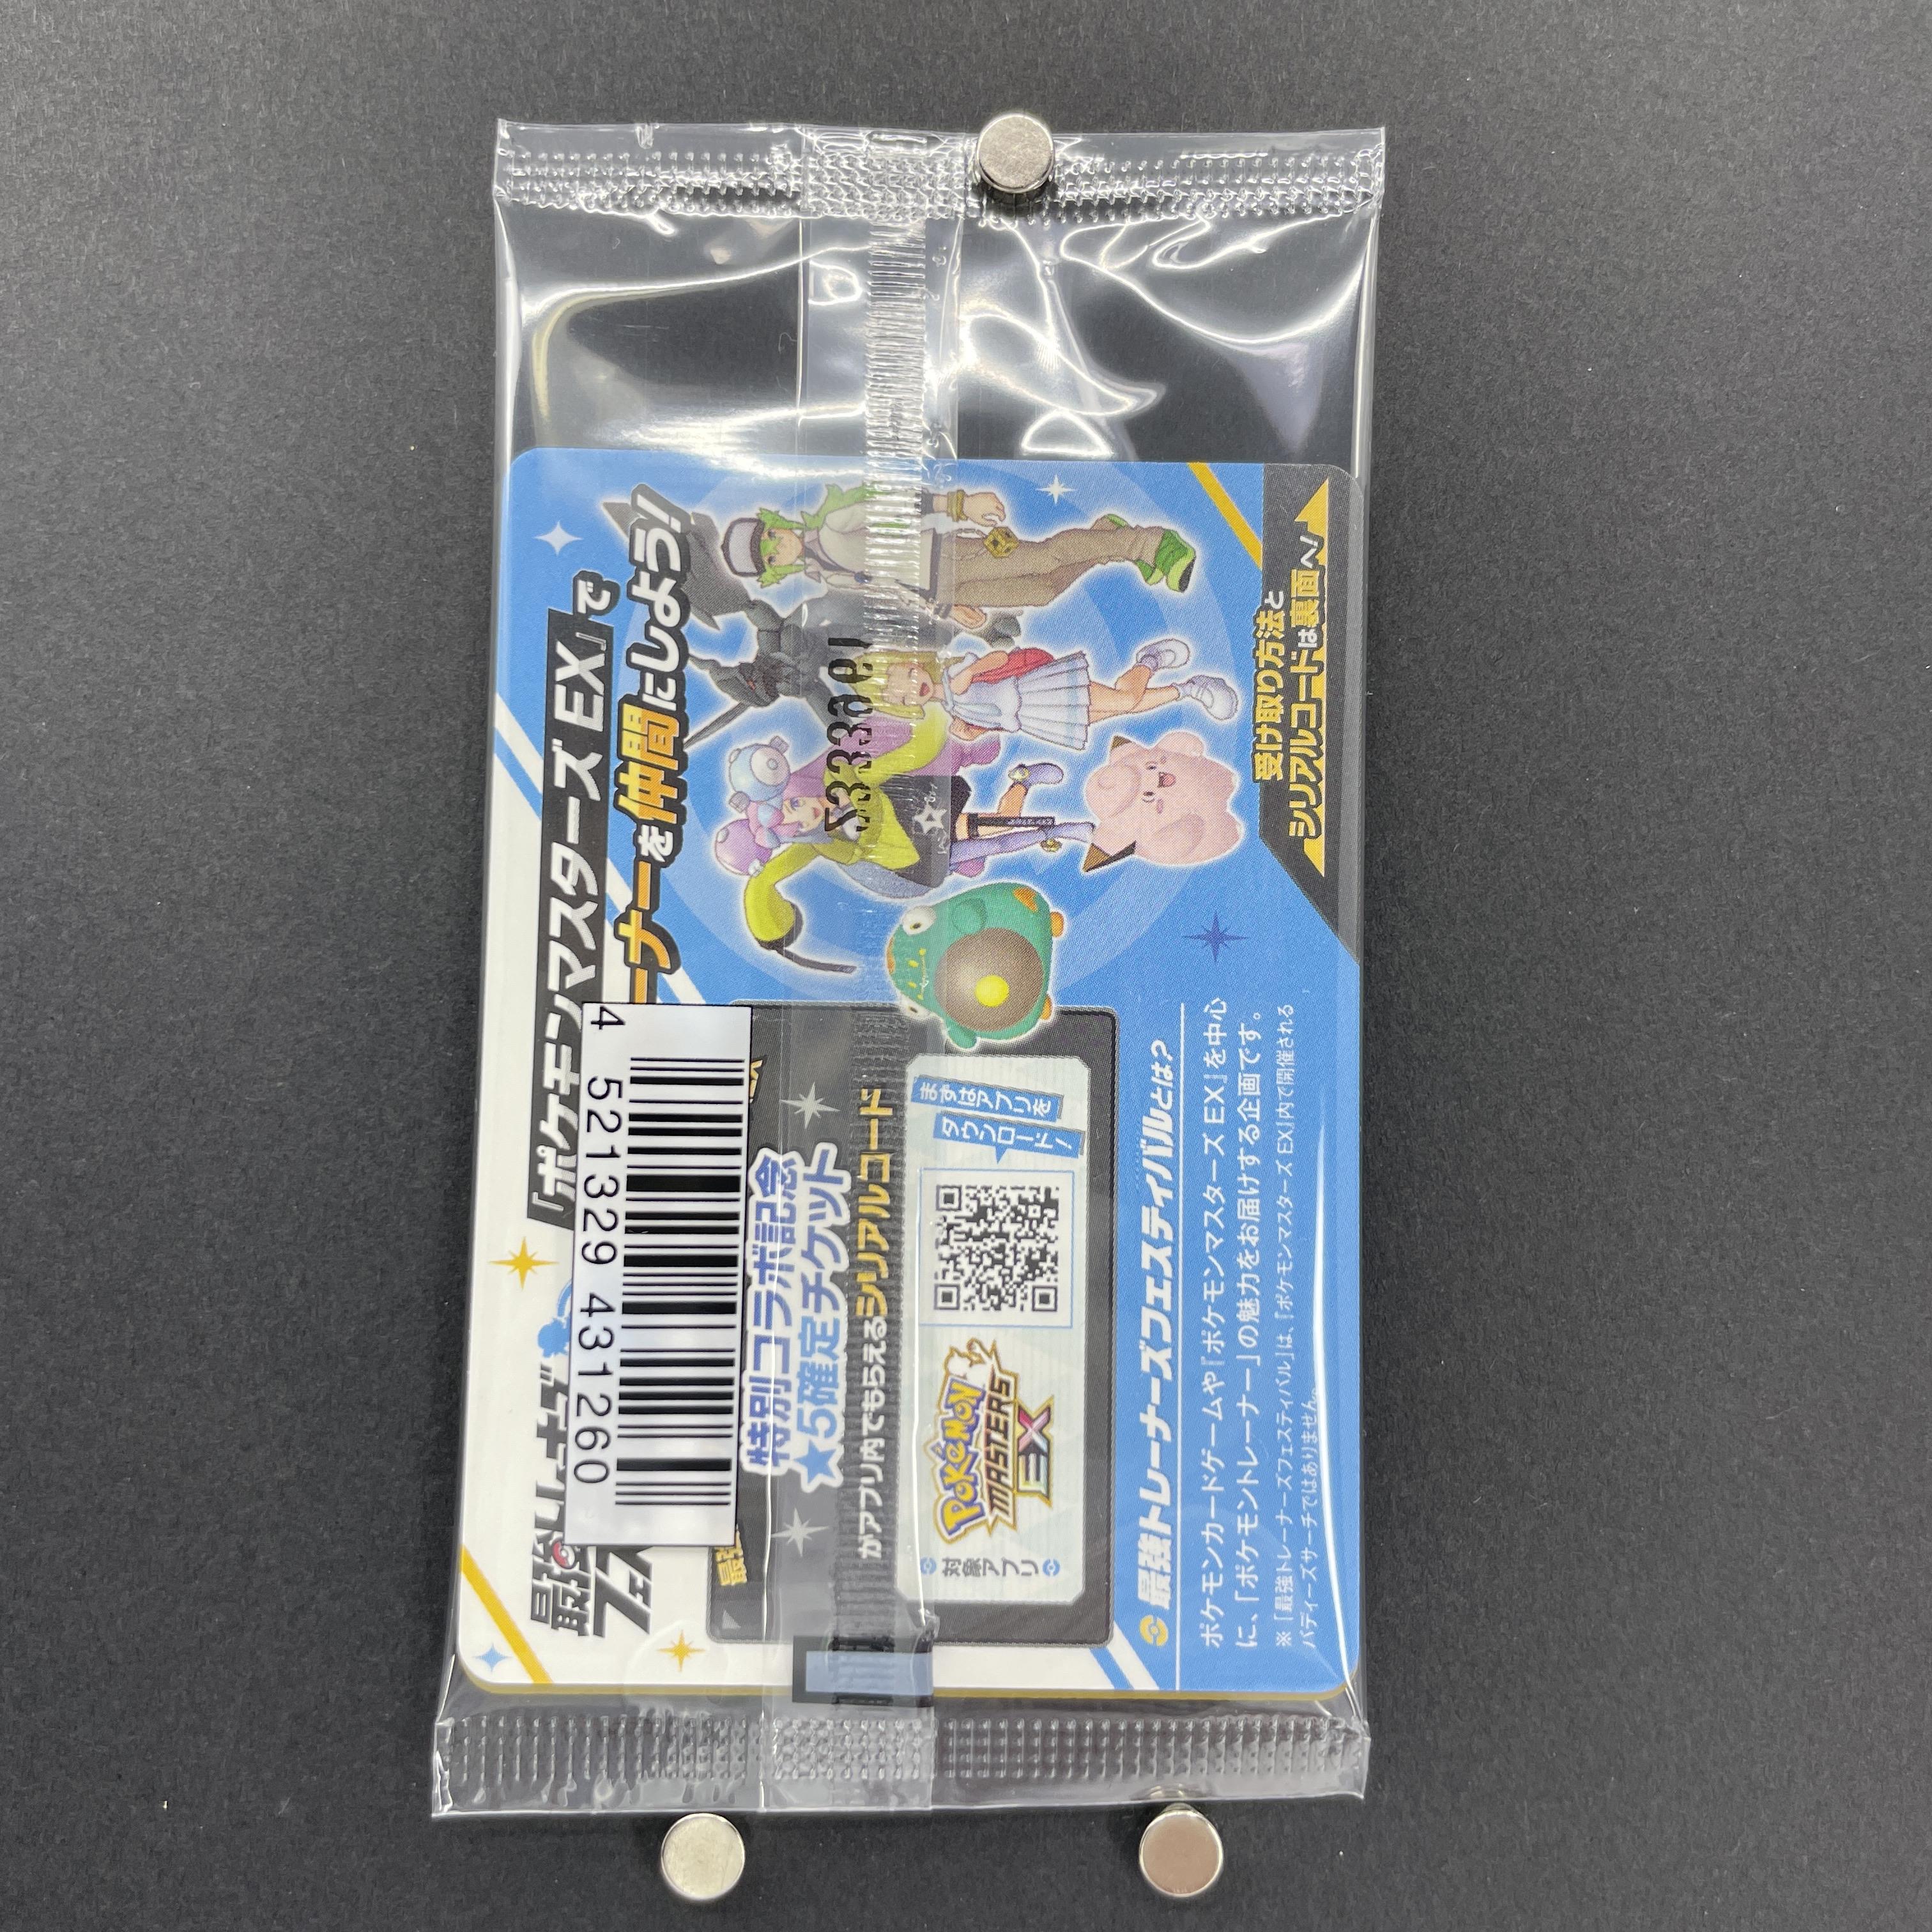 『ポケモンマスターズ EX』で
ーナーを仲間にしよう!
4 521329 431260
特別コラボ記念
★5確定チケット
がアプリ内でもらえるシリアルコード
まずはアプリを
ダウンロード!
POKéMON
MASTERS
EX
対象アプリ
受け取り方法と
シリアルコードは裏面へ!
最強トレーナーズフェスティバルとは?
ポケモンカードゲームや『ポケモンマスターズ EX』を中心
に、「ポケモントレーナー」の魅力をお届けする企画です。
※「最強トレーナーズフェスティバル」は、『ポケモンマスターズ EX』内で開催される
バディーズサーチではありません。